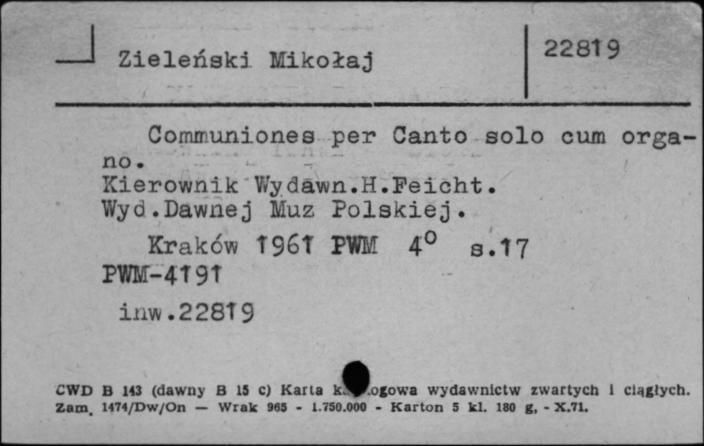 Zieleński Mikołaj
22819
Communiones per Canto solo cum orga-
no.
Kierownik Wydawn.H.Feicht.
Wyd.Dawnej Muz Polskiej.
Kraków 1961 PWM 4° s.17
PWM-4191
inw.22819
CWD B 143 (dawny B 15 c) Karta wydawnictw zwartych i ciągłych.
Zam. 1474/Dw/On — Wrak 965 - 1.750.000 - Karton 5 kl. 180 g, - X.71.